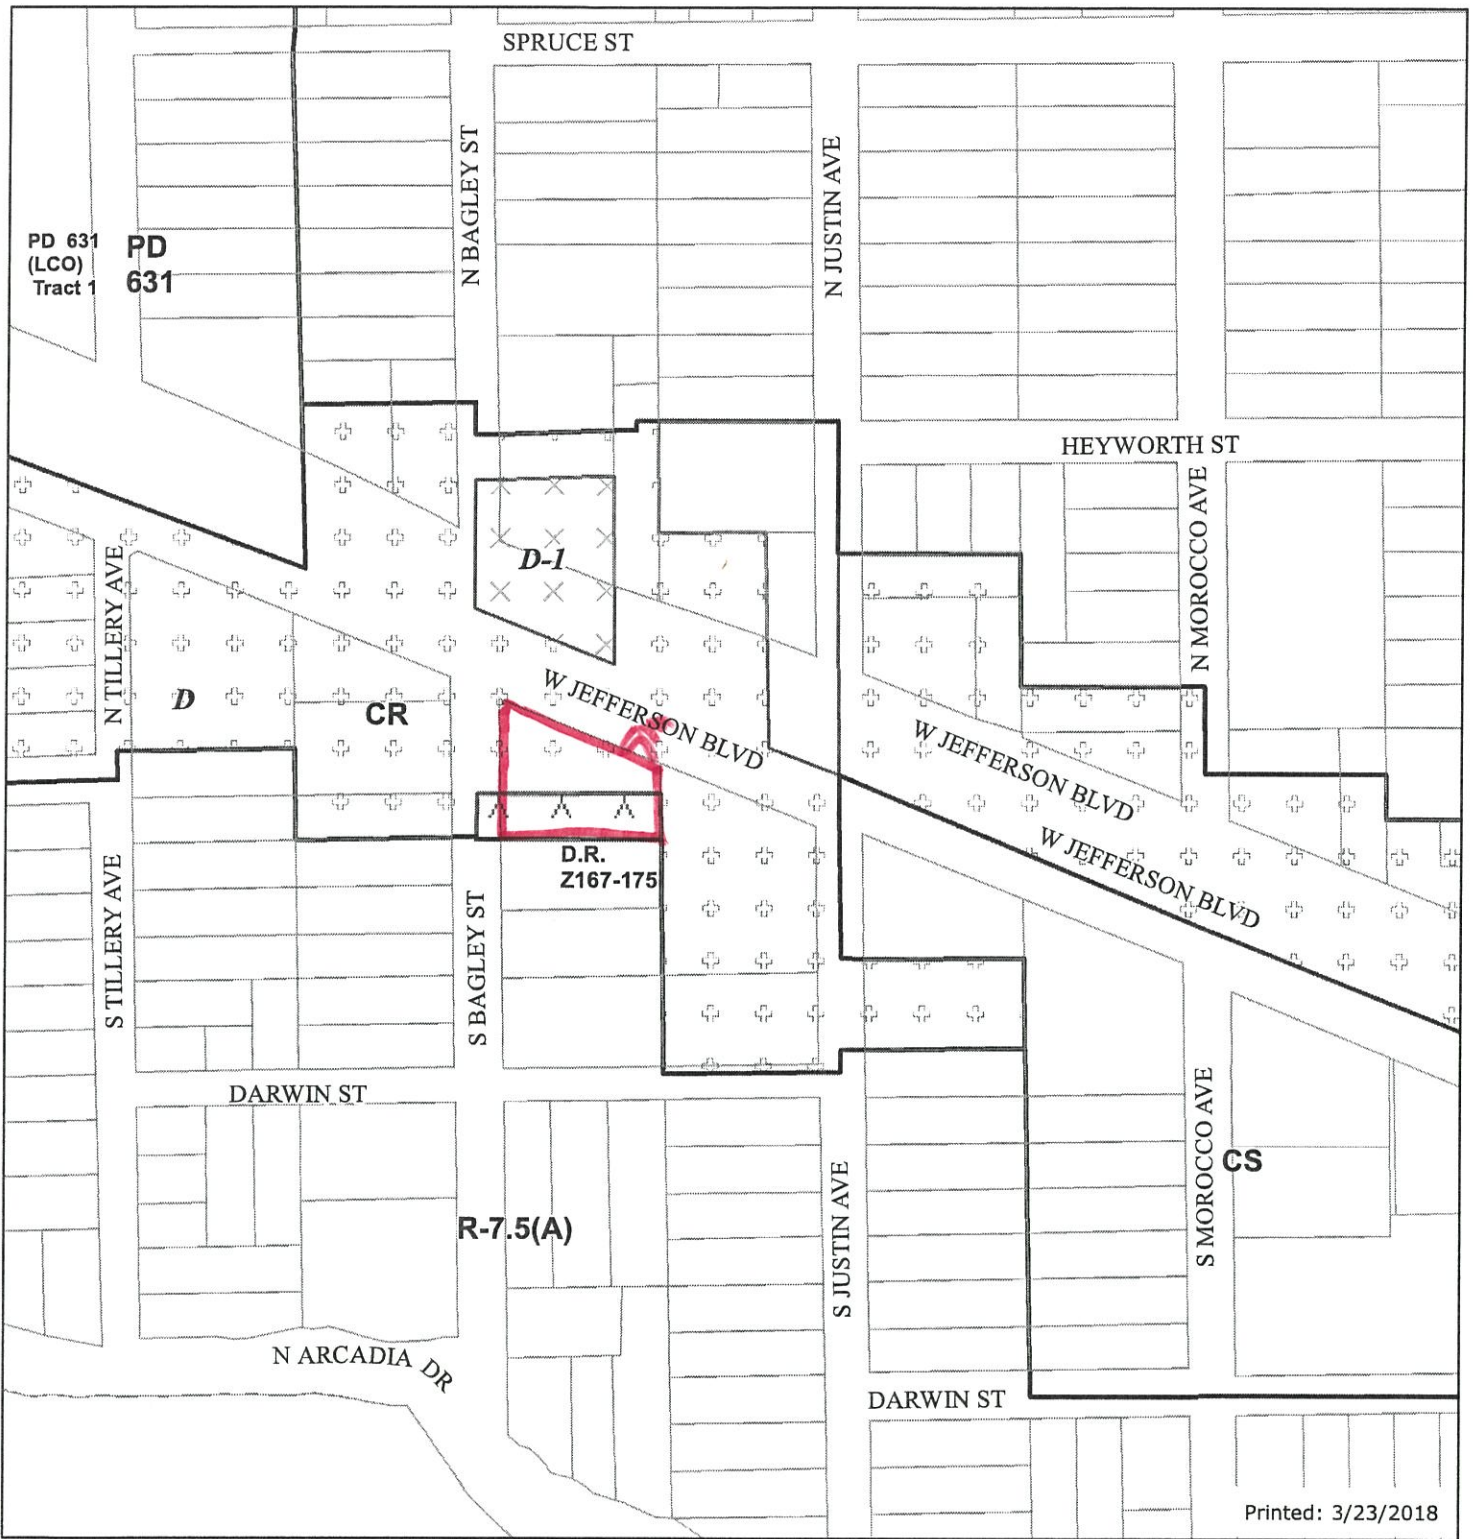 SPRUCE ST
N BAGLEY ST
N JUSTIN AVE
PD 631
(LCO)
Tract 1
PD
631
HEYWORTH ST
N MOROCCO AVE
D-1
N TILLERY AVE
D
CR
W JEFFERSON BLVD
W JEFFERSON BLVD
W JEFFERSON BLVD
D.R.
Z167-175
S TILLERY AVE
S BAGLEY ST
DARWIN ST
S JUSTIN AVE
S MOROCCO AVE
CS
R-7.5(A)
N ARCADIA DR
DARWIN ST
Printed: 3/23/2018